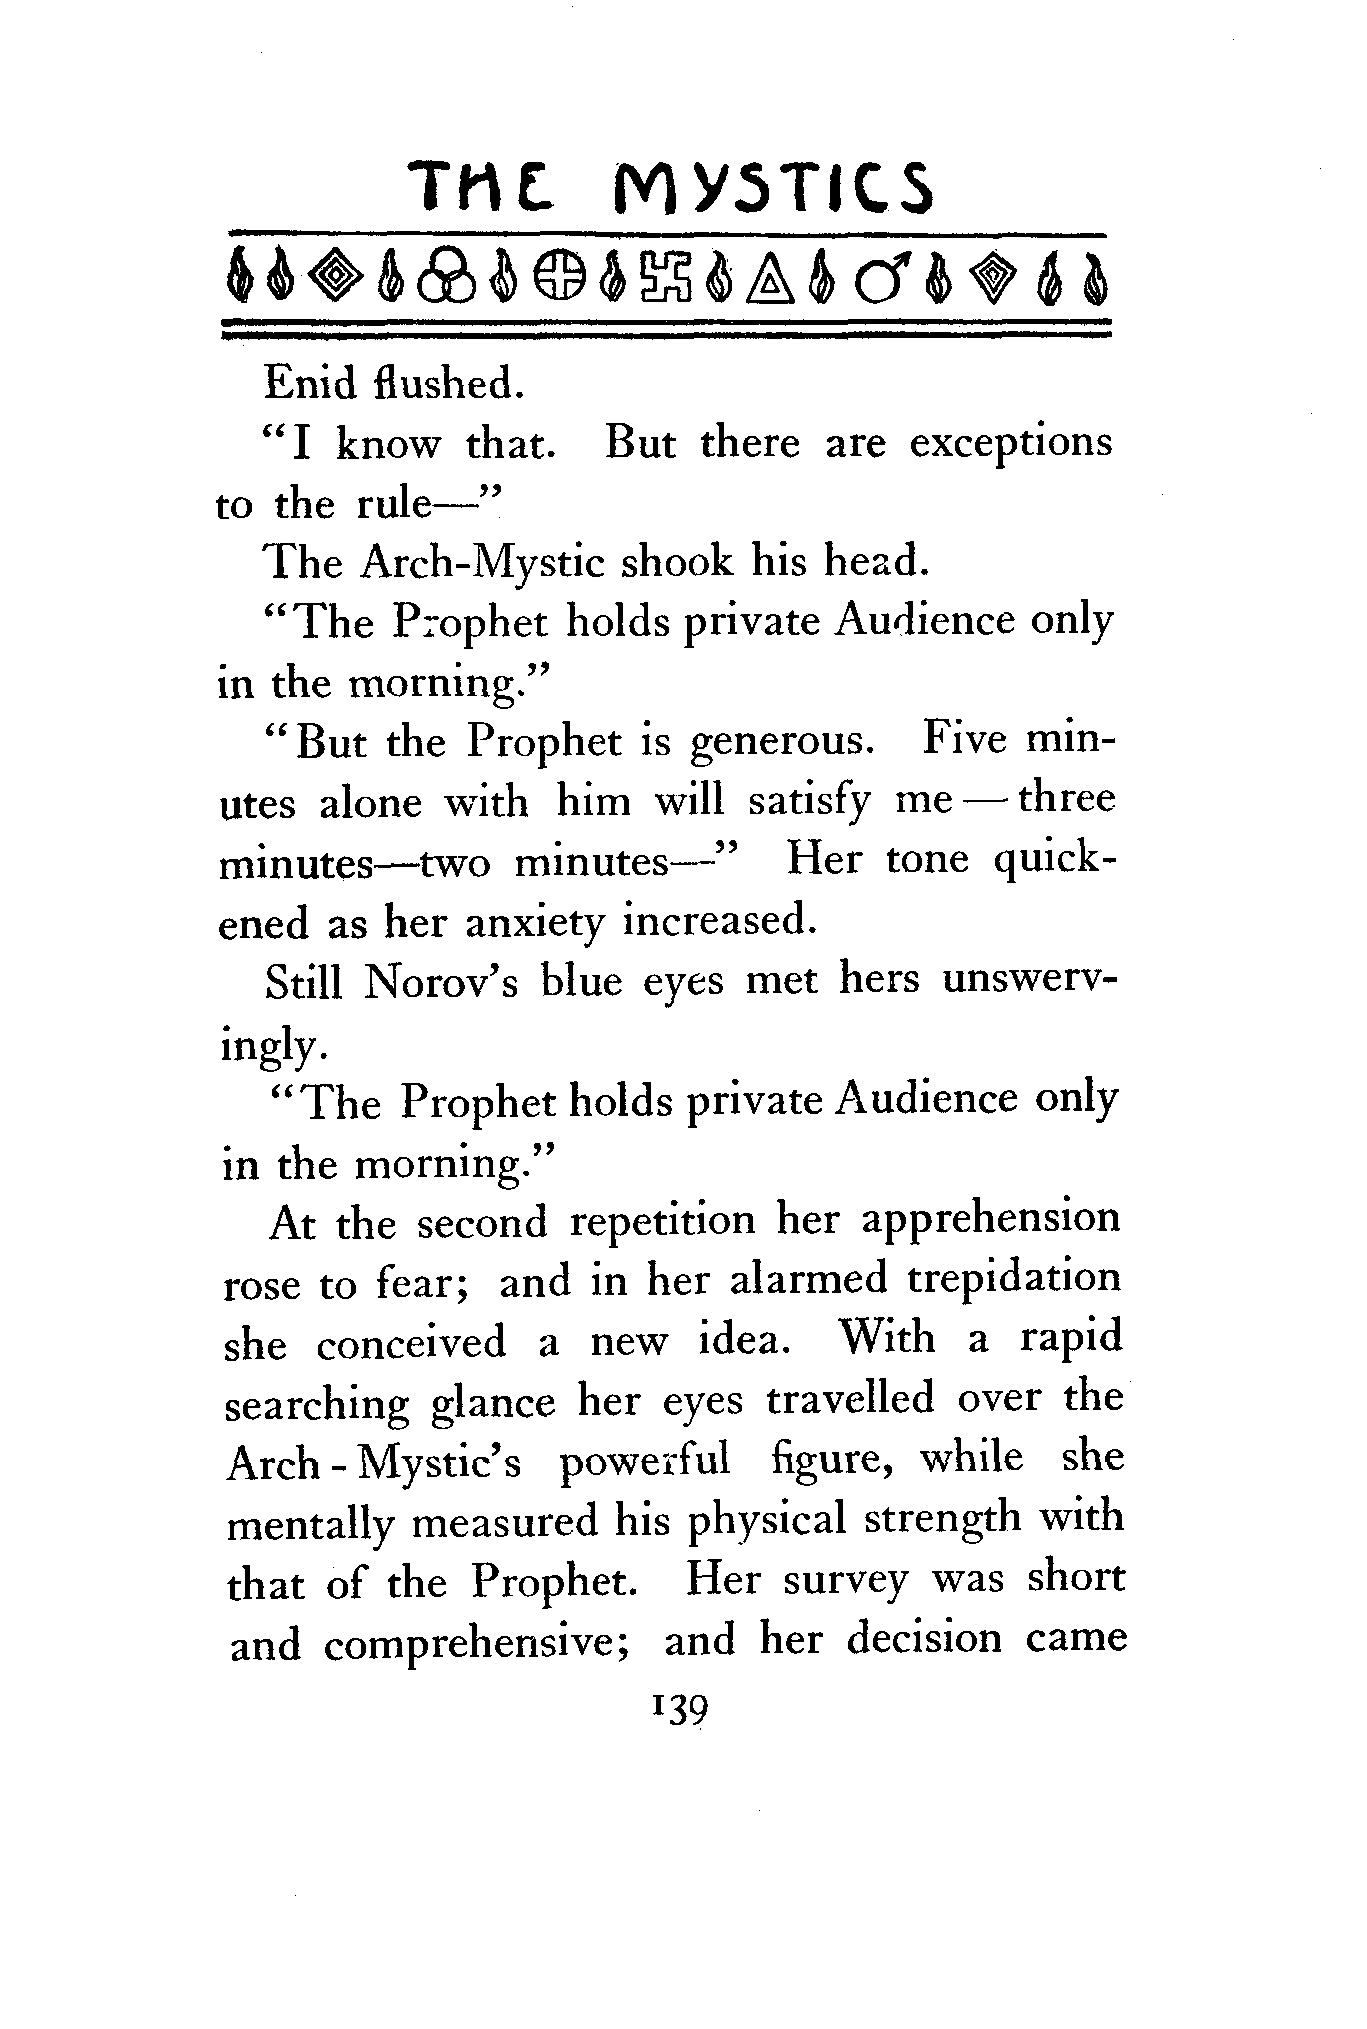 THE MYSTICS
Enid flushed.
“I know that. But there are exceptions
to the rule—”
The Arch-Mystic shook his head.
“The Prophet holds private Audience only
in the morning.”
“But the Prophet is generous. Five min-
utes alone with him will satisfy me — three
minutes—two minutes—” Her tone quick-
ened as her anxiety increased.
Still Norov’s blue eyes met hers unswerv-
ingly.
“The Prophet holds private Audience only
in the morning.”
At the second repetition her apprehension
rose to fear; and in her alarmed trepidation
she conceived a new idea. With a rapid
searching glance her eyes travelled over the
Arch - Mystic’s powerful figure, while she
mentally measured his physical strength with
that of the Prophet. Her survey was short
and comprehensive; and her decision came
139